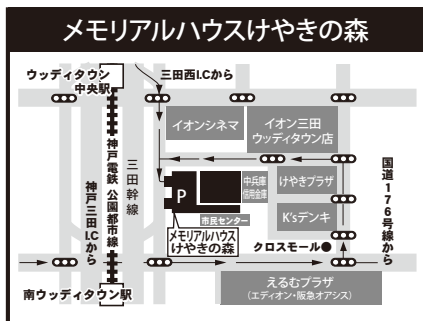 メモリアルハウスけやきの森
ウッディタウン
中央駅
三田西I.Cから
イオンシネマ
イオン三田
ウッディタウン店
神戸電鉄 公園都市線
三田幹線
神戸三田I.Cから
国道176号線から
P
中兵庫
信用金庫
けやきプラザ
K'sデンキ
市民センター
メモリアルハウス
けやきの森
クロスモール●
南ウッディタウン駅
えるむプラザ
(エディオン・阪急オアシス)